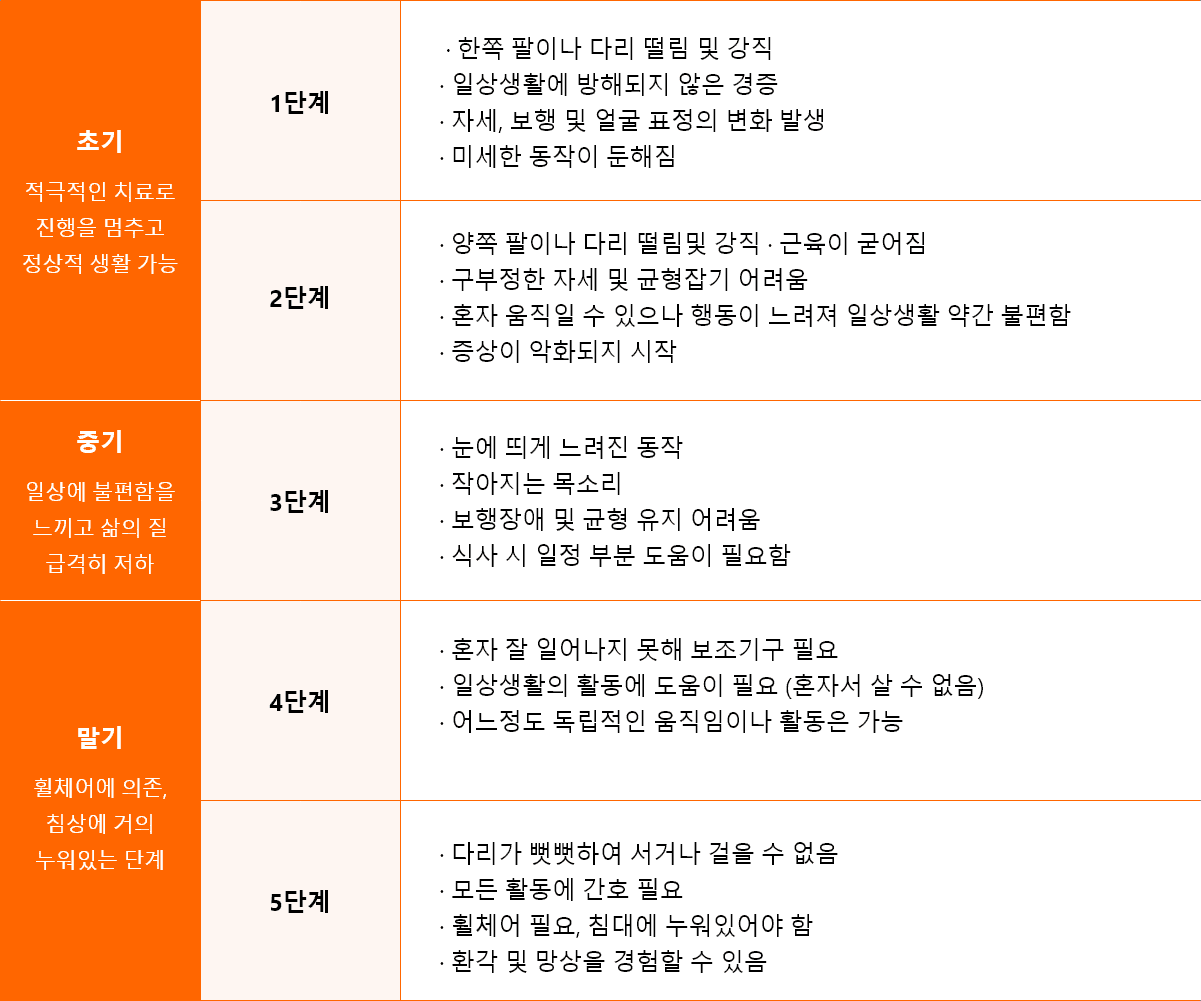 초기
적극적인 치료로
진행을 멈추고
정상적 생활 가능
1단계
· 한쪽 팔이나 다리 떨림 및 강직
· 일상생활에 방해되지 않은 경증
· 자세, 보행 및 얼굴 표정의 변화 발생
· 미세한 동작이 둔해짐
2단계
· 양쪽 팔이나 다리 떨림및 강직 · 근육이 굳어짐
· 구부정한 자세 및 균형잡기 어려움
· 혼자 움직일 수 있으나 행동이 느려져 일상생활 약간 불편함
· 증상이 악화되지 시작
중기
일상에 불편함을
느끼고 삶의 질
급격히 저하
3단계
· 눈에 띄게 느려진 동작
· 작아지는 목소리
· 보행장애 및 균형 유지 어려움
· 식사 시 일정 부분 도움이 필요함
말기
휠체어에 의존,
침상에 거의
누워있는 단계
4단계
· 혼자 잘 일어나지 못해 보조기구 필요
· 일상생활의 활동에 도움이 필요 (혼자서 살 수 없음)
· 어느정도 독립적인 움직임이나 활동은 가능
5단계
· 다리가 뻣뻣하여 서거나 걸을 수 없음
· 모든 활동에 간호 필요
· 휠체어 필요, 침대에 누워있어야 함
· 환각 및 망상을 경험할 수 있음